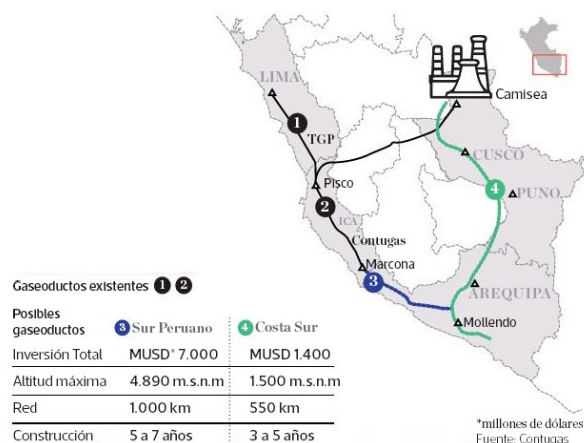 LIMA
1
TGP
Camisea
CUSCO
Pisco
4
PUNO
2
ICA
Contugas
Marcona
3
AREQUIPA
Mollendo
Gaseoductos existentes 1 2
Posibles
gaseoductos
3 Sur Peruano
4 Costa Sur
Inversión Total MUSD* 7.000 MUSD 1.400
Altitud máxima 4.890 m.s.n.m 1.500 m.s.n.m
Red 1.000 km 550 km
Construcción 5 a 7 años 3 a 5 años
*millones de dólares
Fuente: Contugas